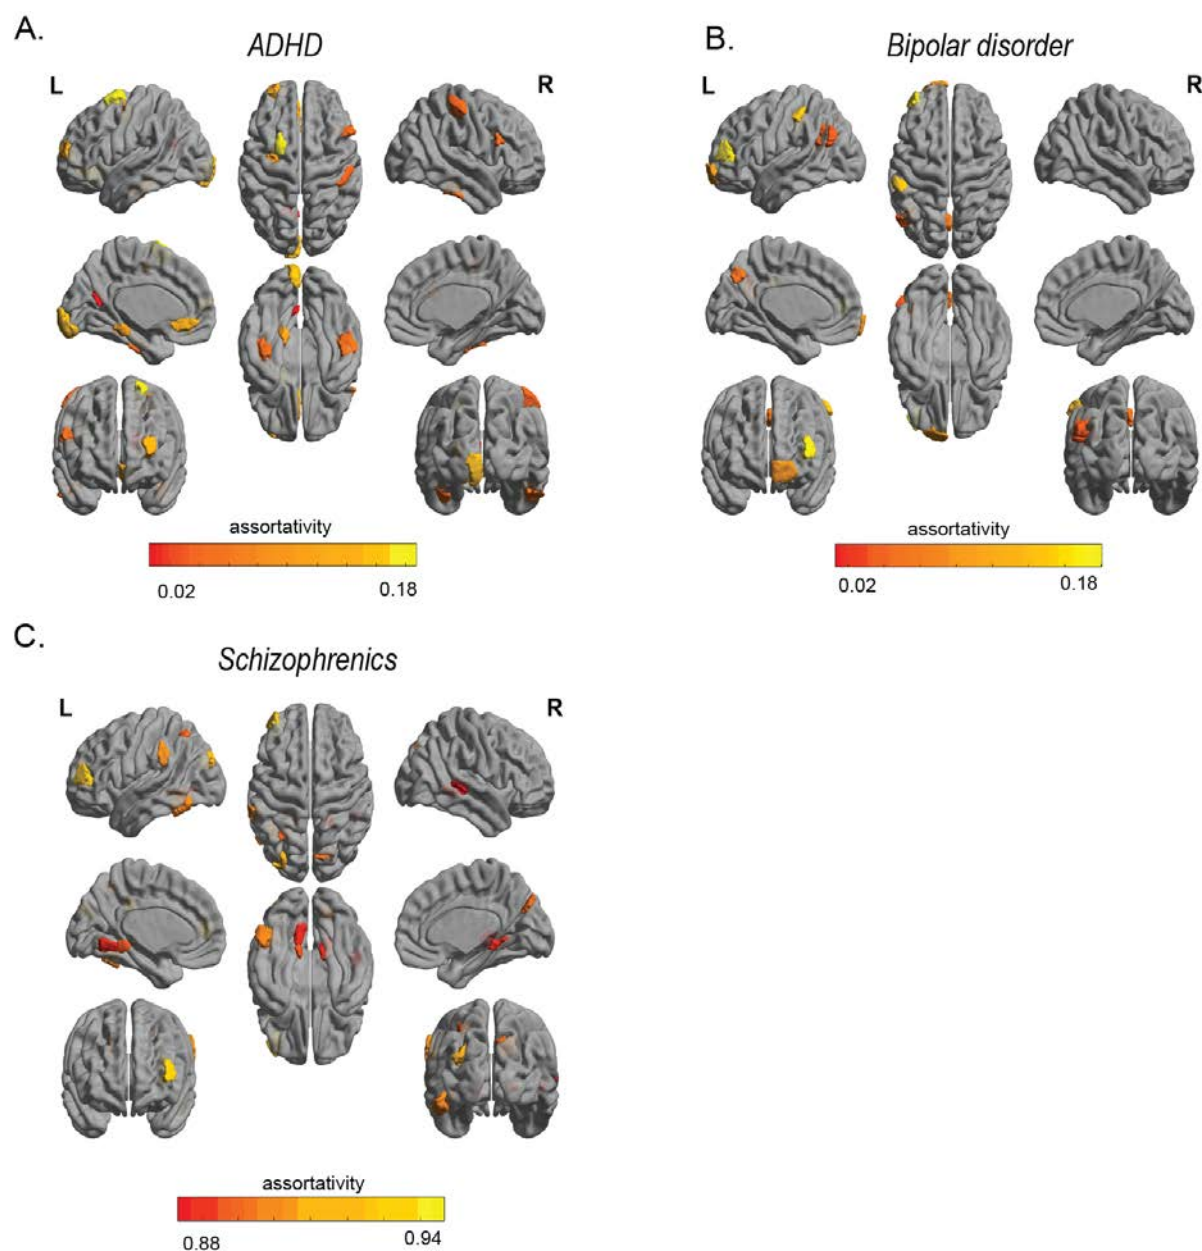 A.
ADHD
L
R
assortativity
0.02
0.18
B.
Bipolar disorder
L
R
assortativity
0.02
0.18
C.
Schizophrenics
L
R
assortativity
0.88
0.94